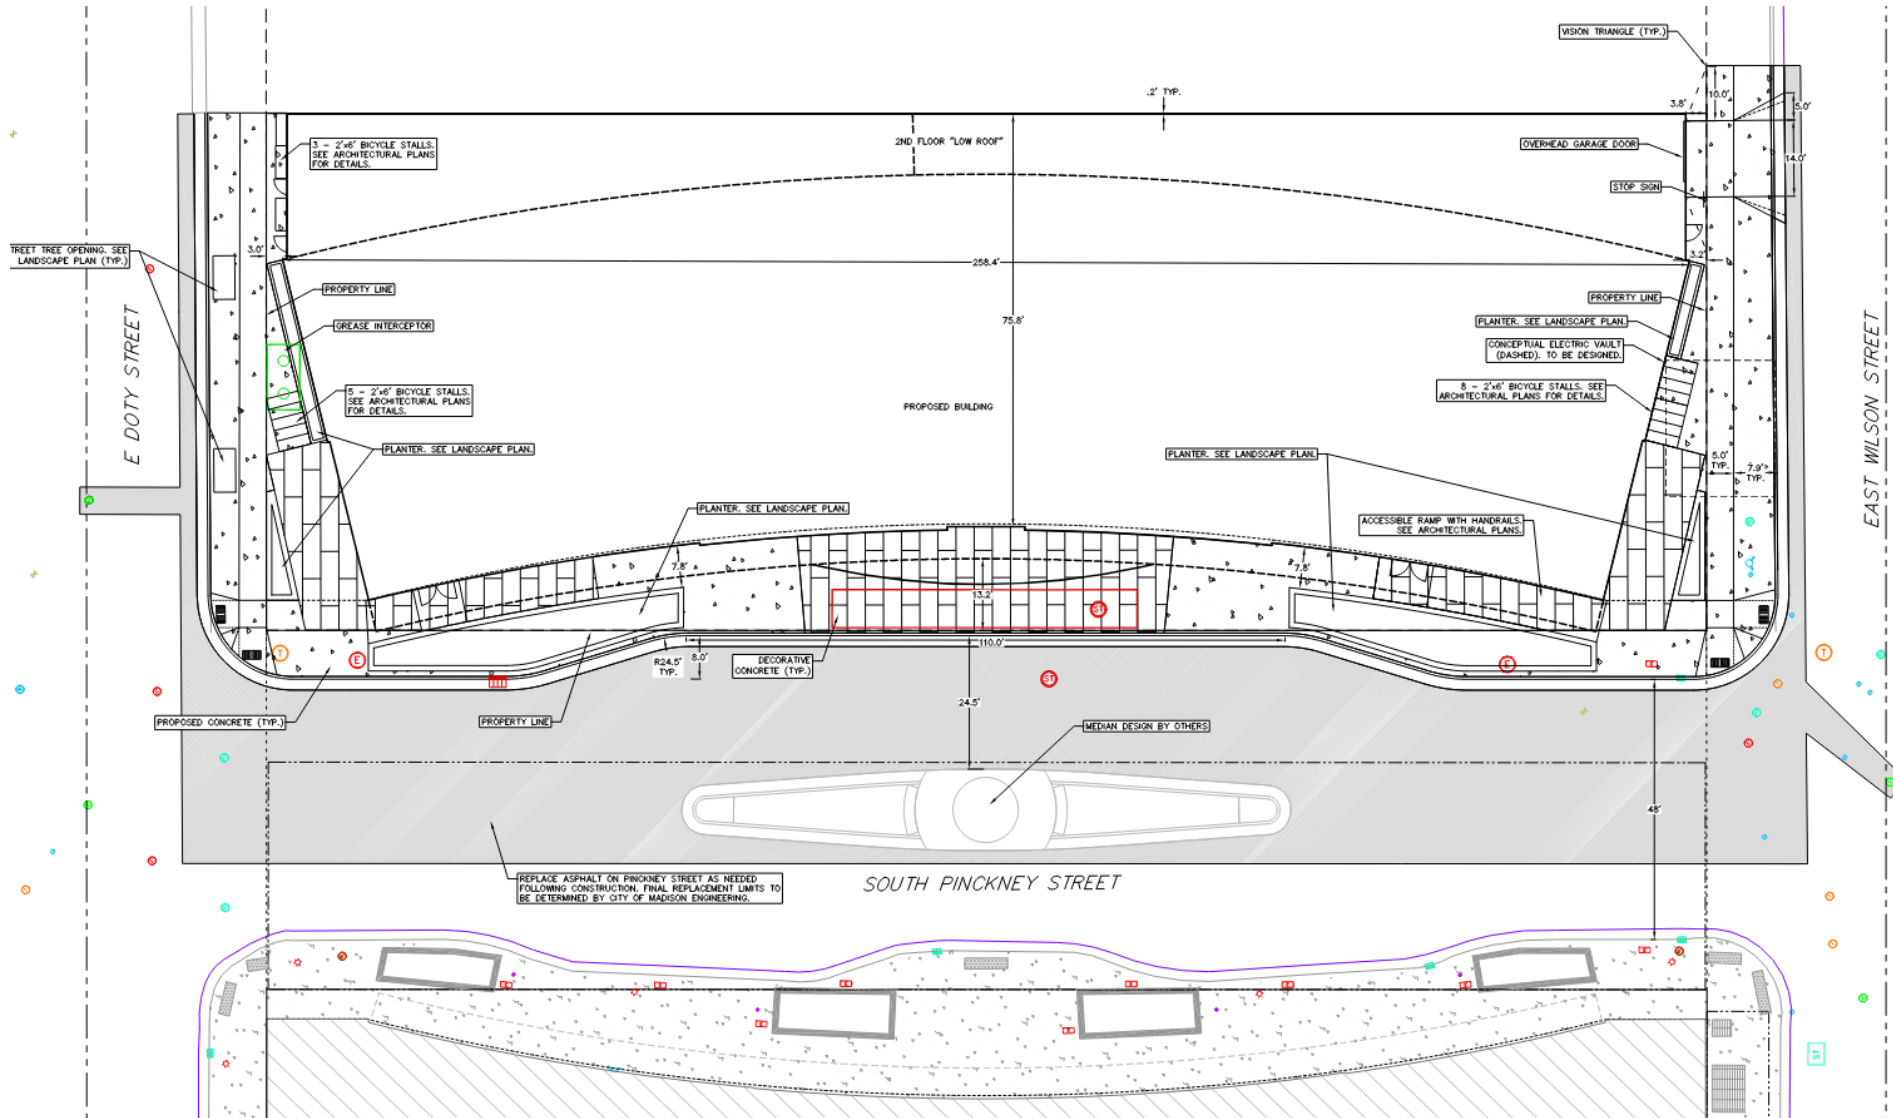 VISION TRIANGLE (TYP.)
.2' TYP.
3.8'
10.0'
5.0'
3 - 2'x6' BICYCLE STALLS.
SEE ARCHITECTURAL PLANS
FOR DETAILS.
2ND FLOOR "LOW ROOF"
OVERHEAD GARAGE DOOR
14.0'
STOP SIGN
TREET TREE OPENING. SEE
LANDSCAPE PLAN (TYP.)
3.0'
258.4'
3.2'
PROPERTY LINE
PROPERTY LINE
GREASE INTERCEPTOR
75.8'
PLANTER. SEE LANDSCAPE PLAN.
CONCEPTUAL ELECTRIC VAULT
(DASHED). TO BE DESIGNED.
E DOTY STREET
EAST WILSON STREET
5 - 2'x6' BICYCLE STALLS.
SEE ARCHITECTURAL PLANS
FOR DETAILS.
8 - 2'x6' BICYCLE STALLS. SEE
ARCHITECTURAL PLANS FOR DETAILS.
PROPOSED BUILDING
PLANTER. SEE LANDSCAPE PLAN.
PLANTER. SEE LANDSCAPE PLAN.
5.0'
TYP.
7.9'
TYP.
PLANTER. SEE LANDSCAPE PLAN.
ACCESSIBLE RAMP WITH HANDRAILS.
SEE ARCHITECTURAL PLANS.
7.8'
7.8'
13.2'
ST
T
E
R24.5'
TYP.
8.0'
DECORATIVE
CONCRETE (TYP.)
110.0'
E
T
ST
24.5'
PROPOSED CONCRETE (TYP.)
PROPERTY LINE
MEDIAN DESIGN BY OTHERS
48'
REPLACE ASPHALT ON PINCKNEY STREET AS NEEDED
FOLLOWING CONSTRUCTION. FINAL REPLACEMENT LIMITS TO
BE DETERMINED BY CITY OF MADISON ENGINEERING.
SOUTH PINCKNEY STREET
ST